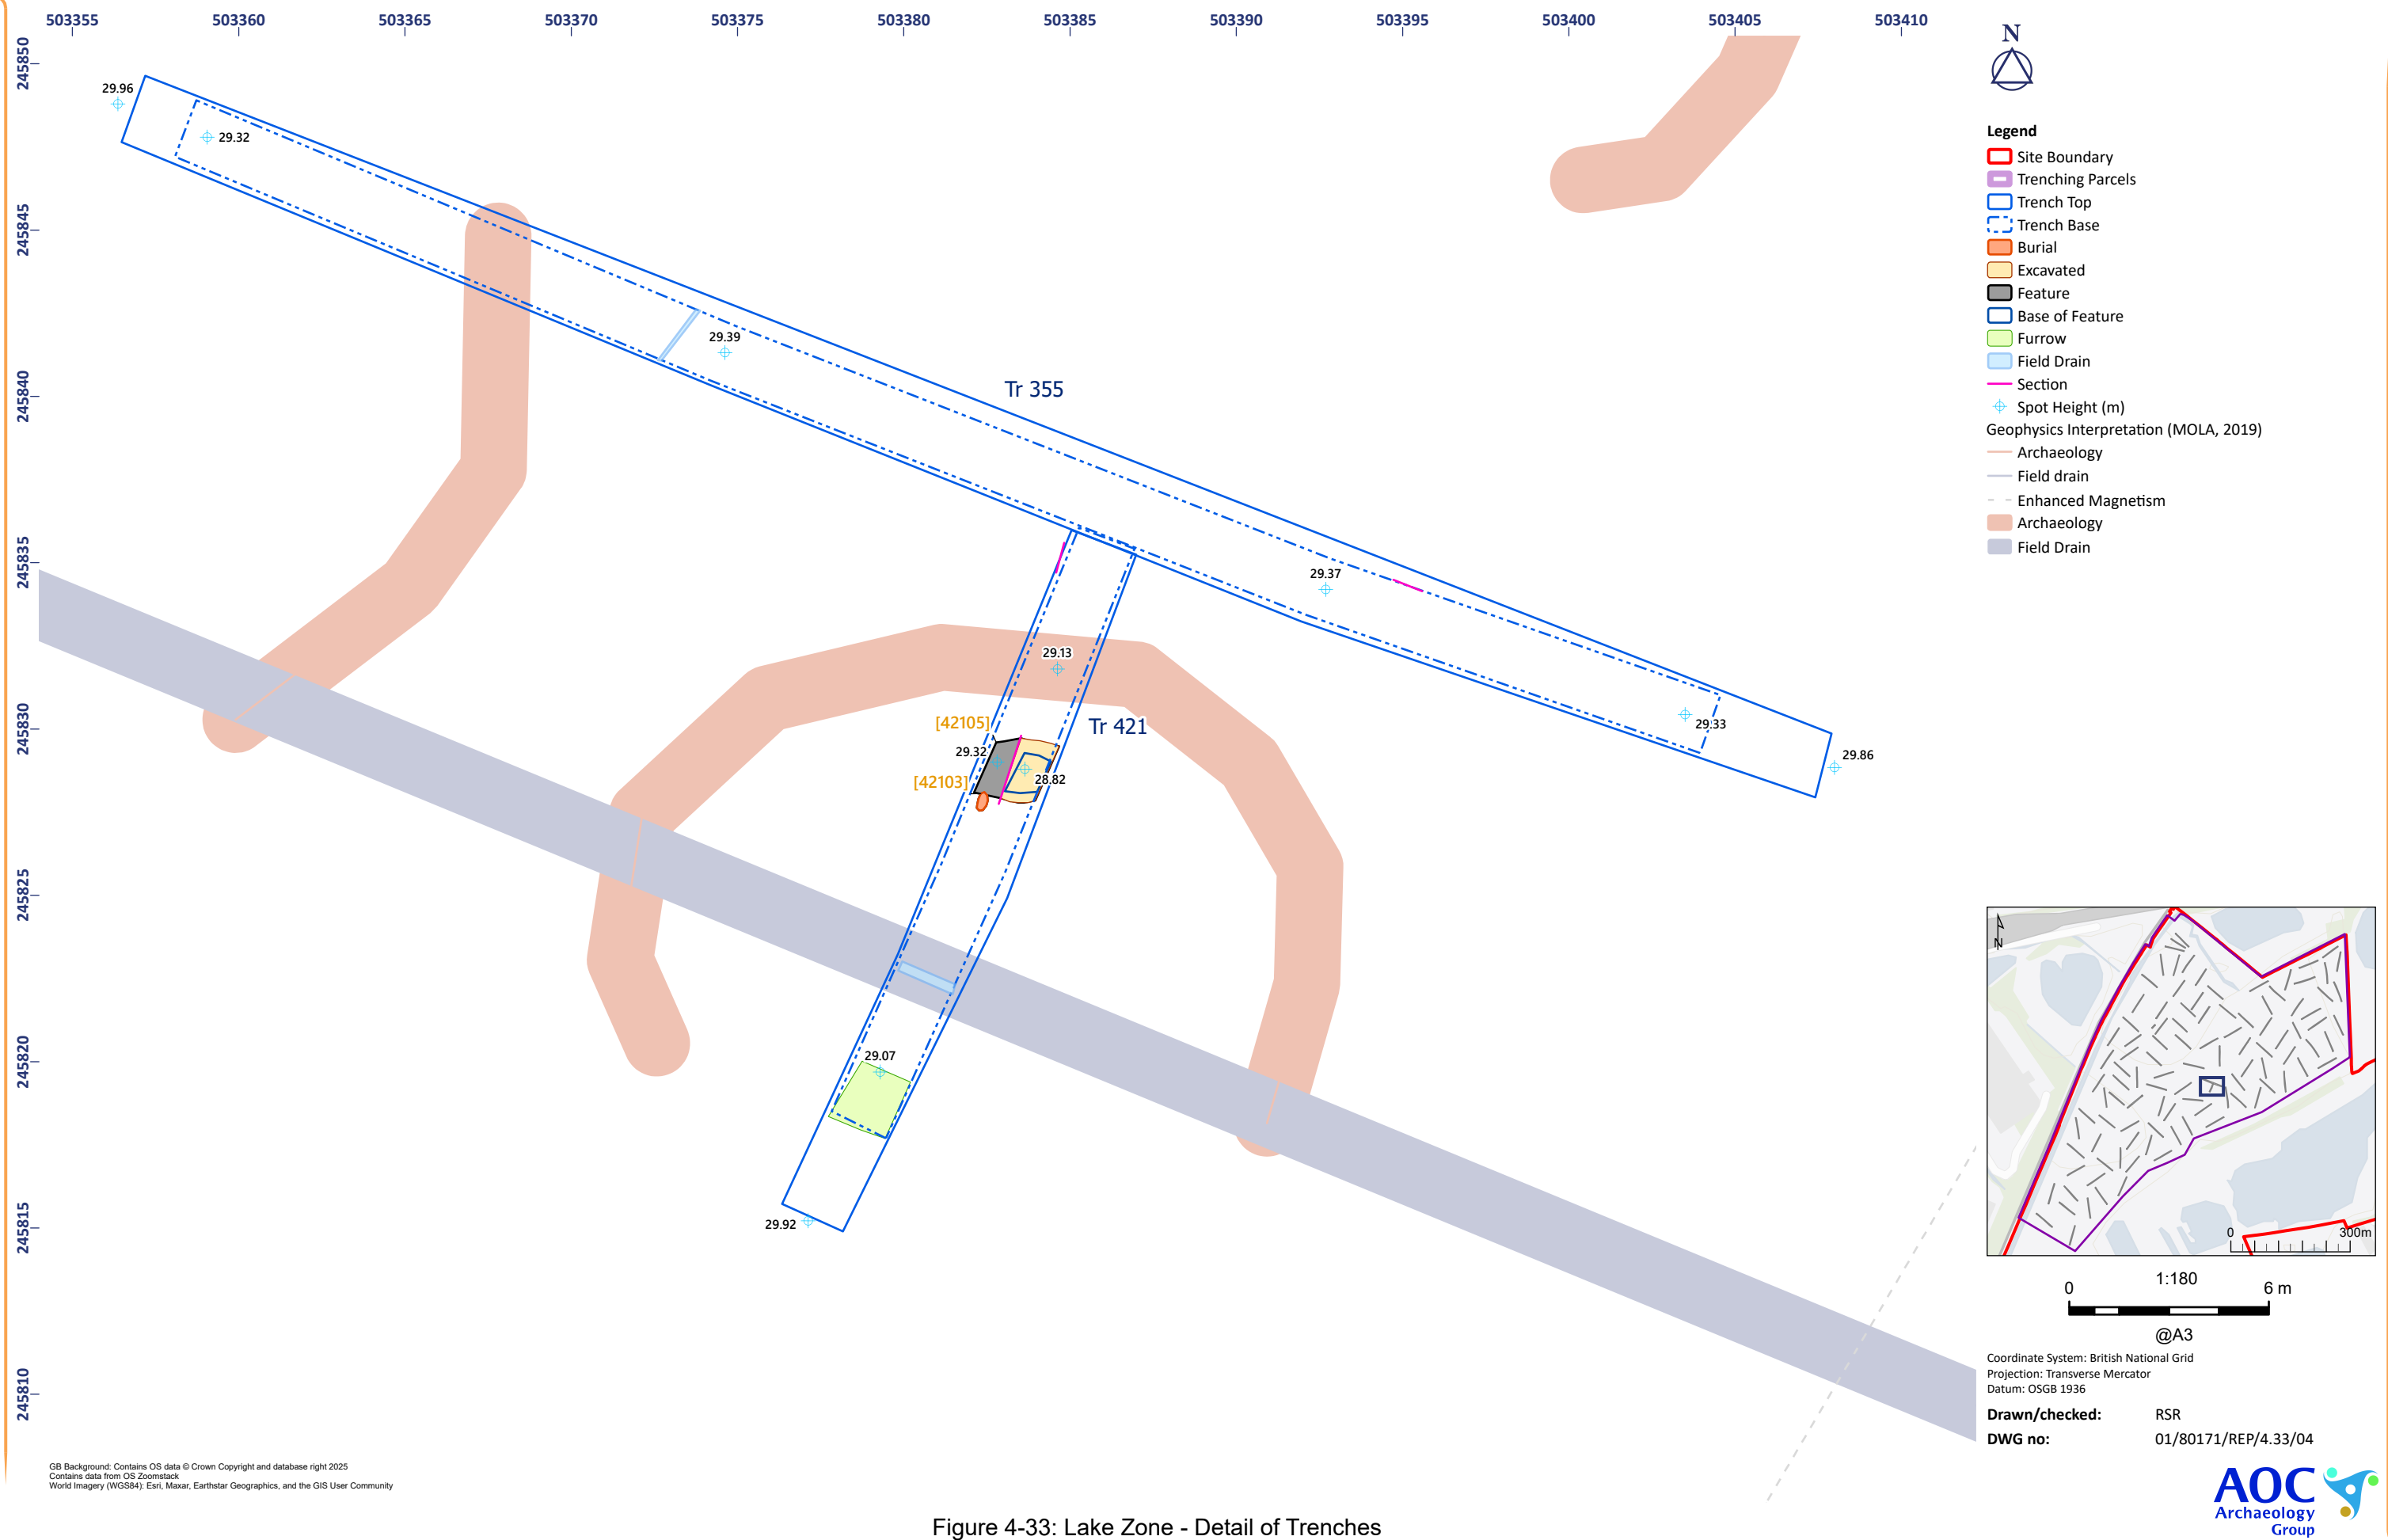 503355 503360 503365 503370 503375 503380 503385 503390 503395 503400 503405 503410
245850
245845
245840
245835
245830
245825
245820
245815
245810
29.96
29.32
29.39
Tr 355
29.37
29.13
[42105]
Tr 421
29.32
[42103]
28.82
29.33
29.86
29.07
29.92
N
Legend
Site Boundary
Trenching Parcels
Trench Top
Trench Base
Burial
Excavated
Feature
Base of Feature
Furrow
Field Drain
Section
Spot Height (m)
Geophysics Interpretation (MOLA, 2019)
Archaeology
Field drain
Enhanced Magnetism
Archaeology
Field Drain
N
0 300m
1:180
0 6 m
@A3
Coordinate System: British National Grid
Projection: Transverse Mercator
Datum: OSGB 1936
Drawn/checked: RSR
DWG no: 01/80171/REP/4.33/04
AOC
Archaeology
Group
GB Background: Contains OS data © Crown Copyright and database right 2025
Contains data from OS Zoomstack
World Imagery (WGS84): Esri, Maxar, Earthstar Geographics, and the GIS User Community
Figure 4-33: Lake Zone - Detail of Trenches